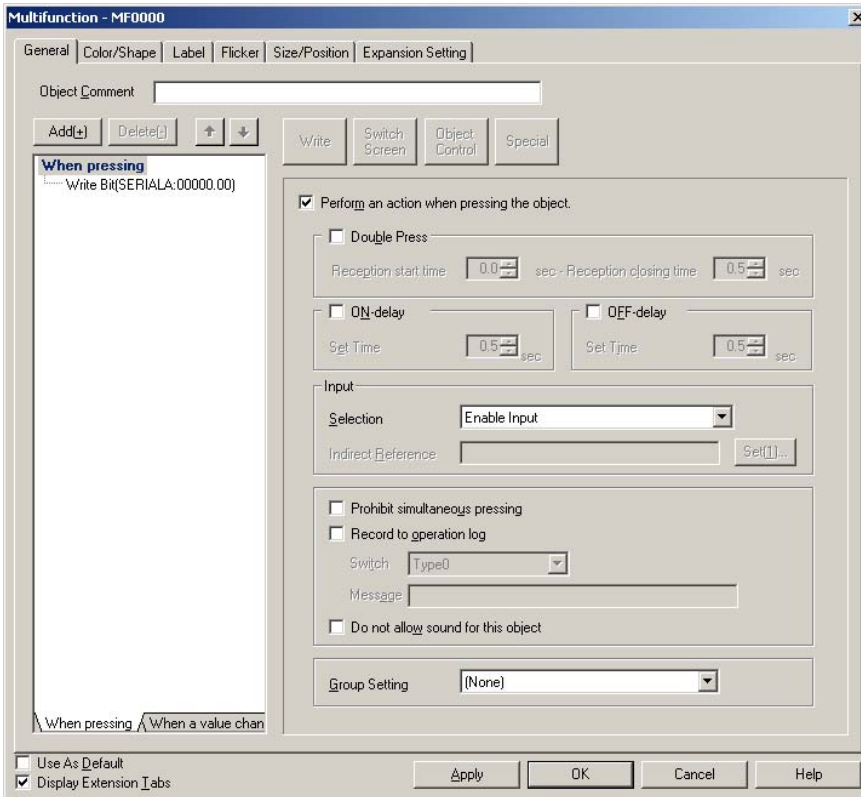 Multifunction - MF0000
General Color/Shape Label Flicker Size/Position Expansion Setting
Object Comment
Add(+) Delete(-)
Write Switch Screen Object Control Special
When pressing
Write Bit(SERIALA:00000.00)
Perform an action when pressing the object.
Double Press
Reception start time 0.0 sec - Reception closing time 0.5 sec
ON-delay OFF-delay
Set Time 0.5 sec Set Time 0.5 sec
Input
Selection Enable Input
Indirect Reference Set[1]...
Prohibit simultaneous pressing
Record to operation log
Switch Type0
Message
Do not allow sound for this object
Group Setting (None)
When pressing When a value chan
Use As Default
Display Extension Tabs
Apply OK Cancel Help